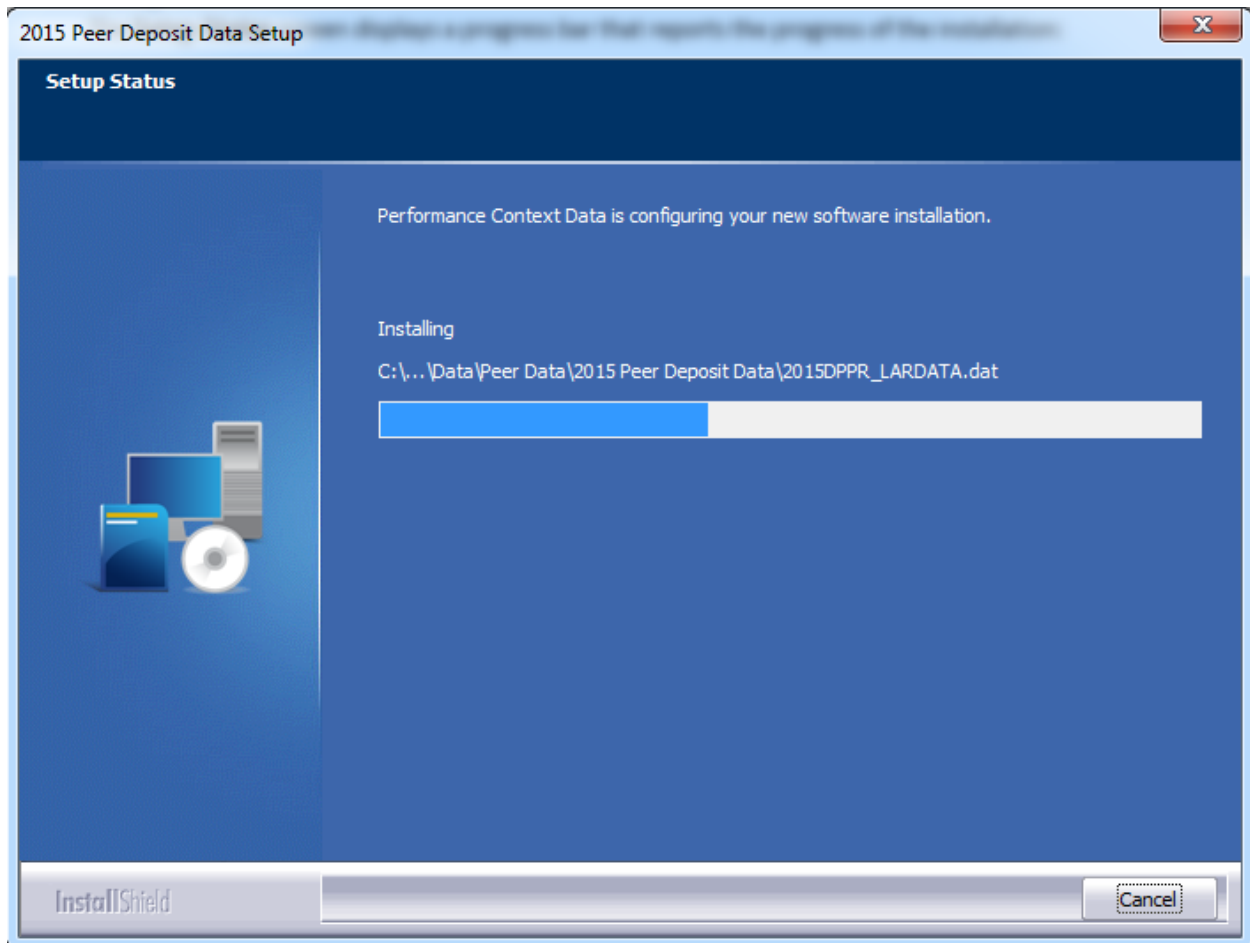 2015 Peer Deposit Data Setup
Setup Status
Performance Context Data is configuring your new software installation.
Installing
C:\...\Data\Peer Data\2015 Peer Deposit Data\2015DPPR_LARDATA.dat
InstallShield
Cancel